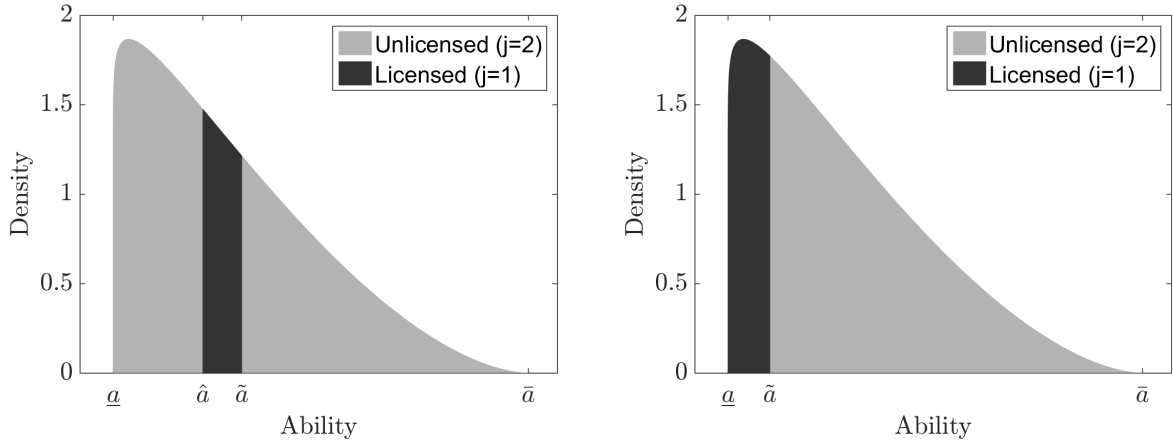 2
Unlicensed (j=2)
Licensed (j=1)
1.5
1
0.5
0
Density
a̲ â ã ā
Ability
2
Unlicensed (j=2)
Licensed (j=1)
1.5
1
0.5
0
Density
a̲ ã ā
Ability